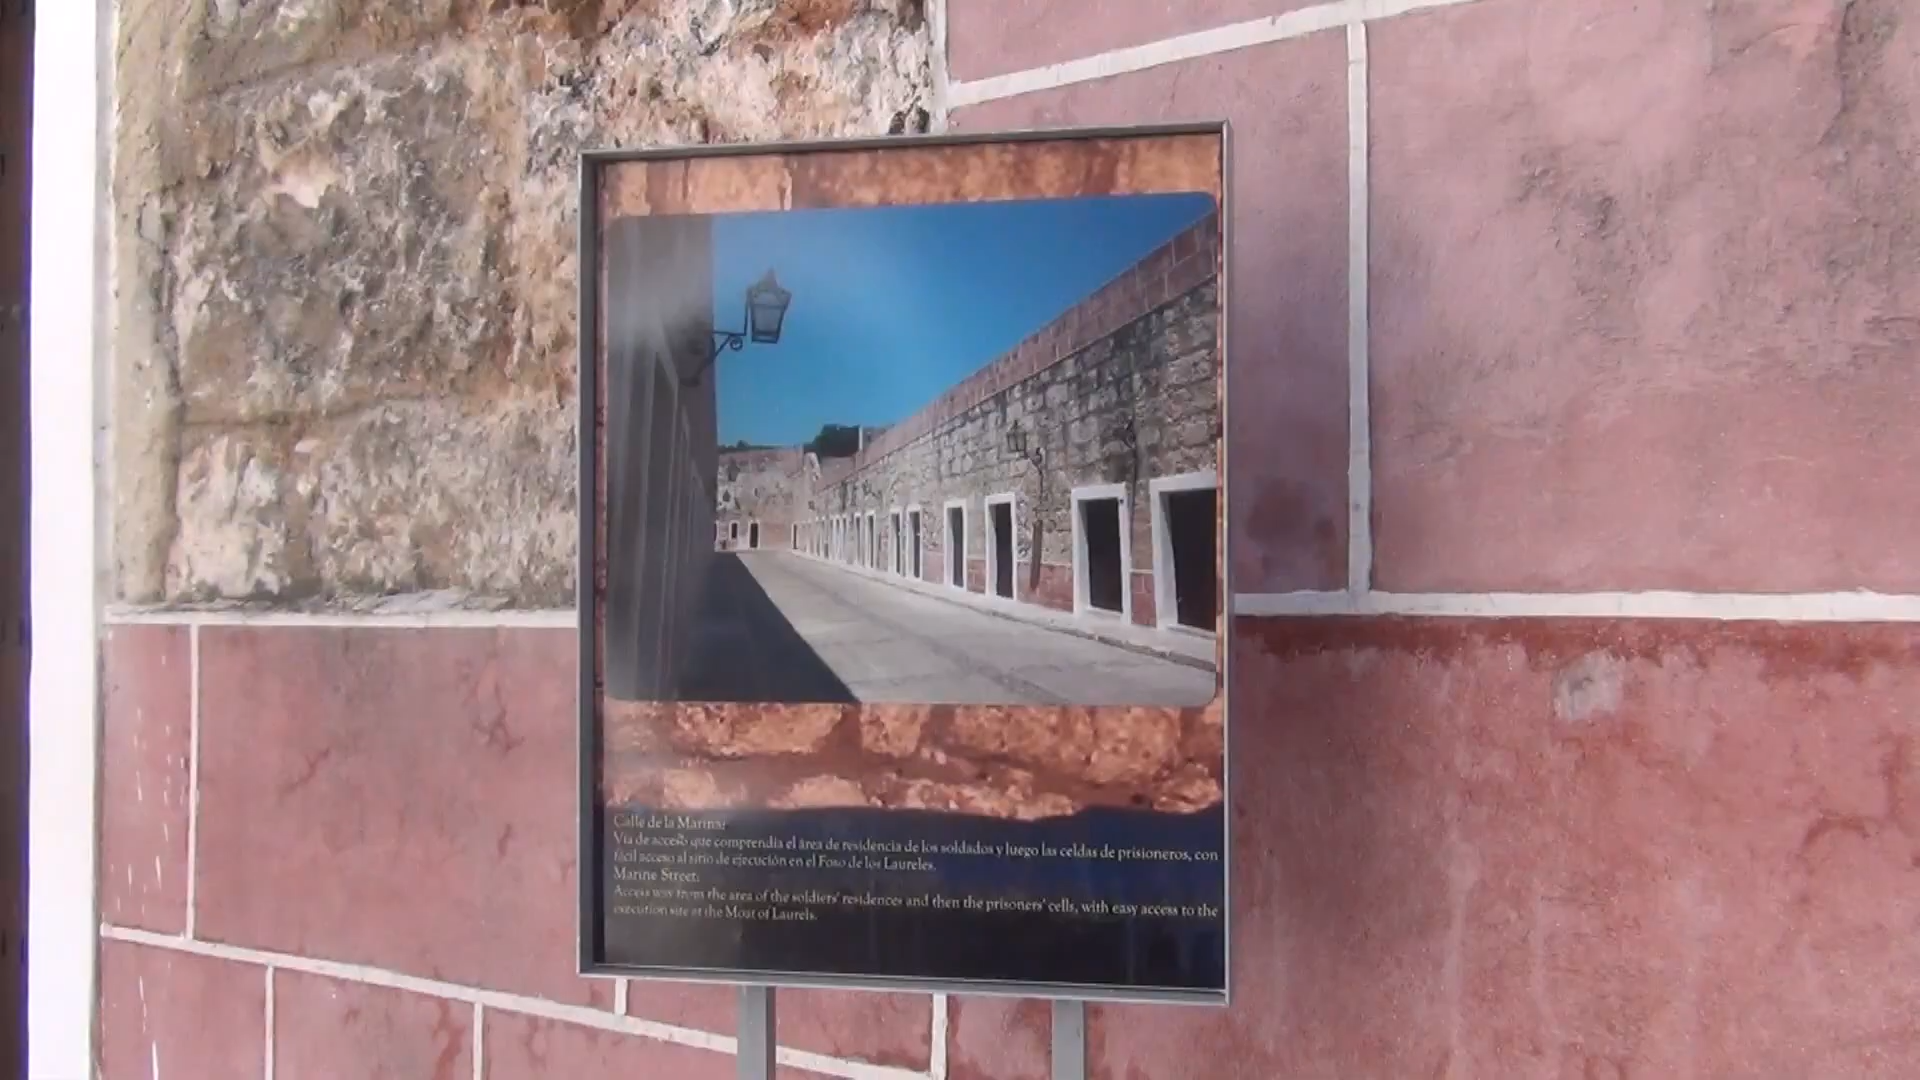 Calle de la Marina:
Vía de acceso que comprendía el área de residencia de los soldados y luego las celdas de prisioneros, con
fácil acceso al sitio de ejecución en el Foso de los Laureles.
Marine Street:
Access way from the area of the soldiers' residences and then the prisoners' cells, with easy access to the
execution site at the Moat of Laurels.